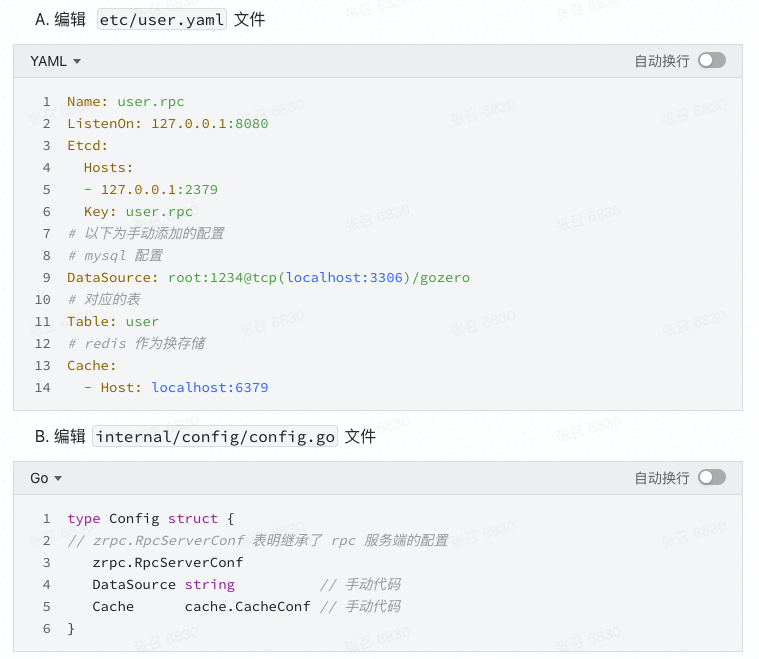 A. 编辑 etc/user.yaml 文件
YAML 自动换行
1 Name: user.rpc
2 ListenOn: 127.0.0.1:8080
3 Etcd:
4   Hosts:
5   - 127.0.0.1:2379
6   Key: user.rpc
7 # 以下为手动添加的配置
8 # mysql 配置
9 DataSource: root:1234@tcp(localhost:3306)/gozero
10 # 对应的表
11 Table: user
12 # redis 作为换存储
13 Cache:
14   - Host: localhost:6379
B. 编辑 internal/config/config.go 文件
Go 自动换行
1 type Config struct {
2 // zrpc.RpcServerConf 表明继承了 rpc 服务端的配置
3    zrpc.RpcServerConf
4    DataSource string          // 手动代码
5    Cache      cache.CacheConf // 手动代码
6 }
张召 6830